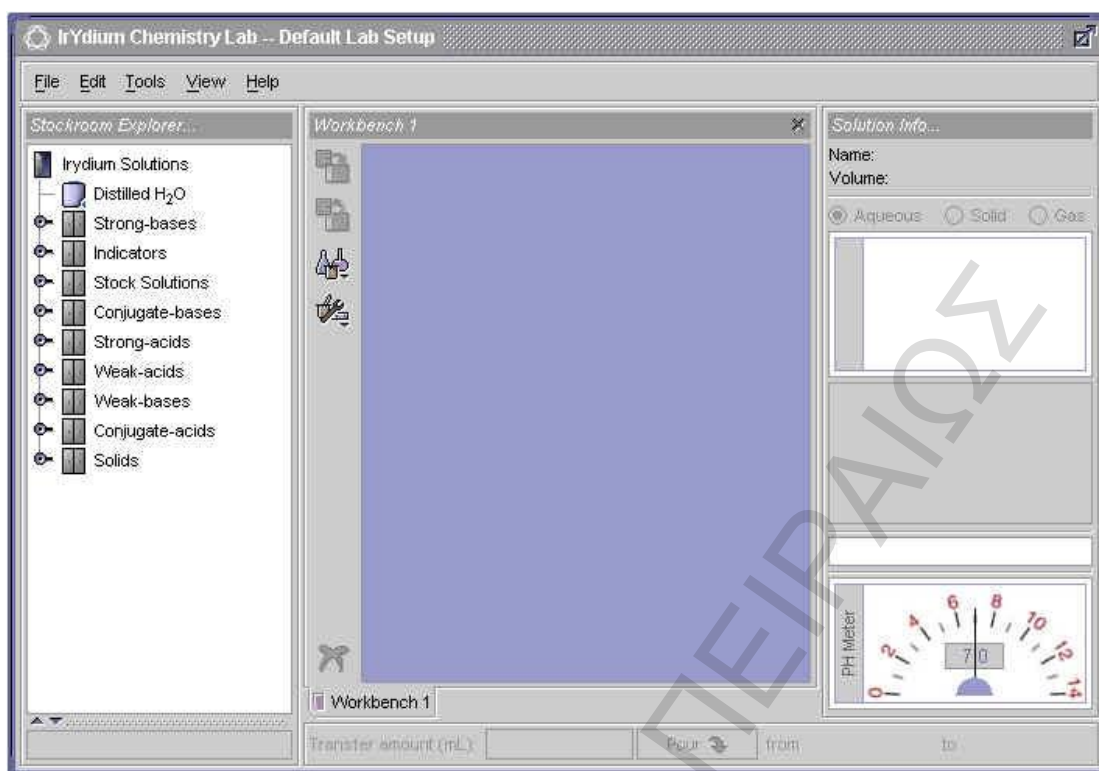 IrYdium Chemistry Lab -- Default Lab Setup
File Edit Tools View Help
Stockroom Explorer...
Irydium Solutions
Distilled H₂O
Strong-bases
Indicators
Stock Solutions
Conjugate-bases
Strong-acids
Weak-acids
Weak-bases
Conjugate-acids
Solids
Workbench 1
Workbench 1
Transfer amount (mL): Pour from to
Solution Info...
Name:
Volume:
Aqueous Solid Gas
PH Meter
0 2 4 6 8 10 12 14
7.0
ΠΕΙΡΑΙΩΣ